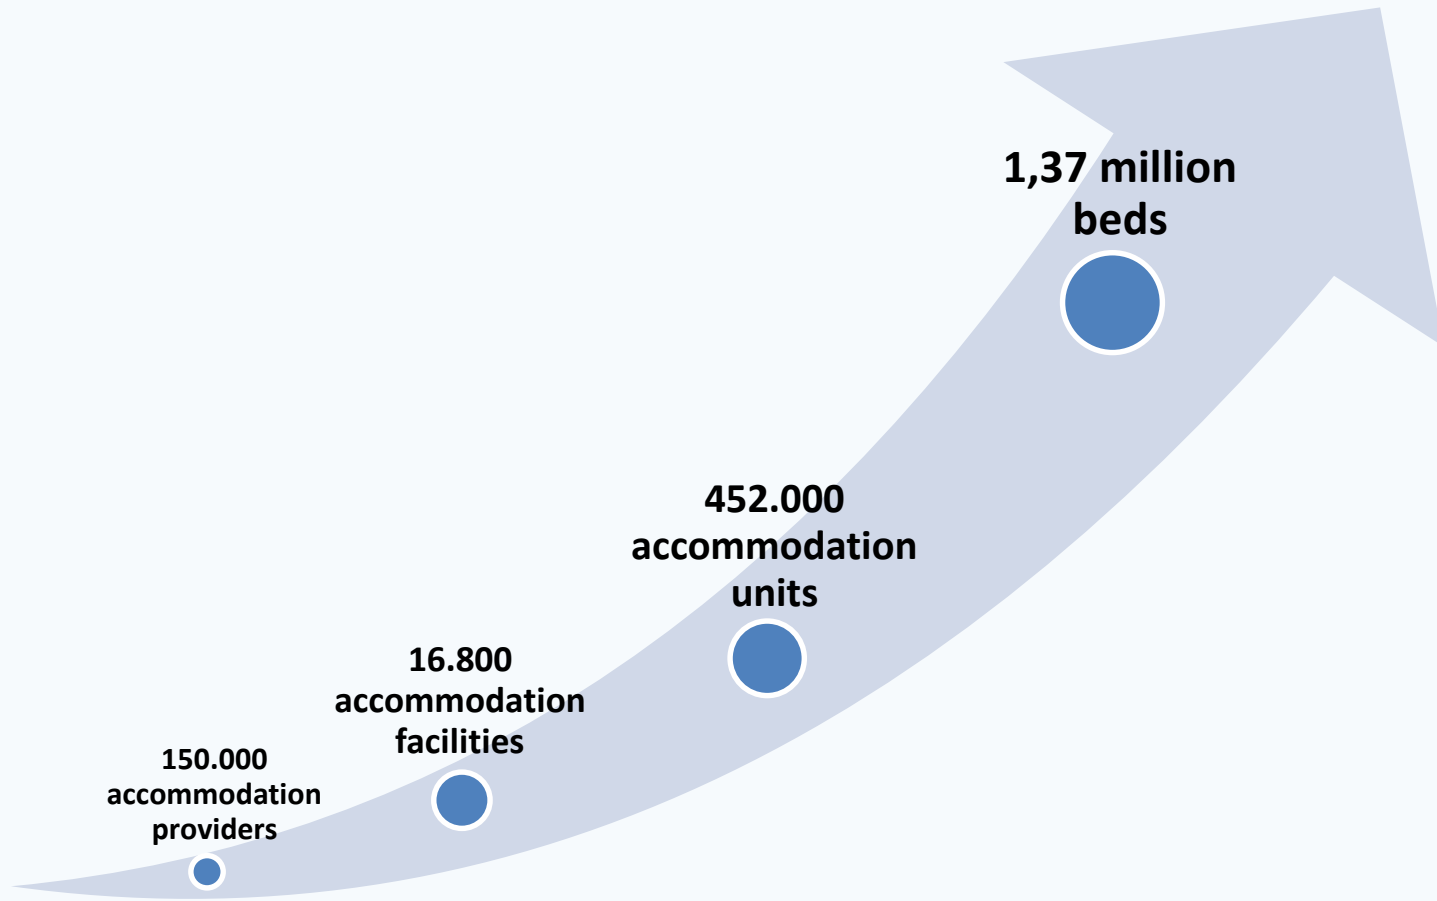 150.000
accommodation
providers
16.800
accommodation
facilities
452.000
accommodation
units
1,37 million
beds